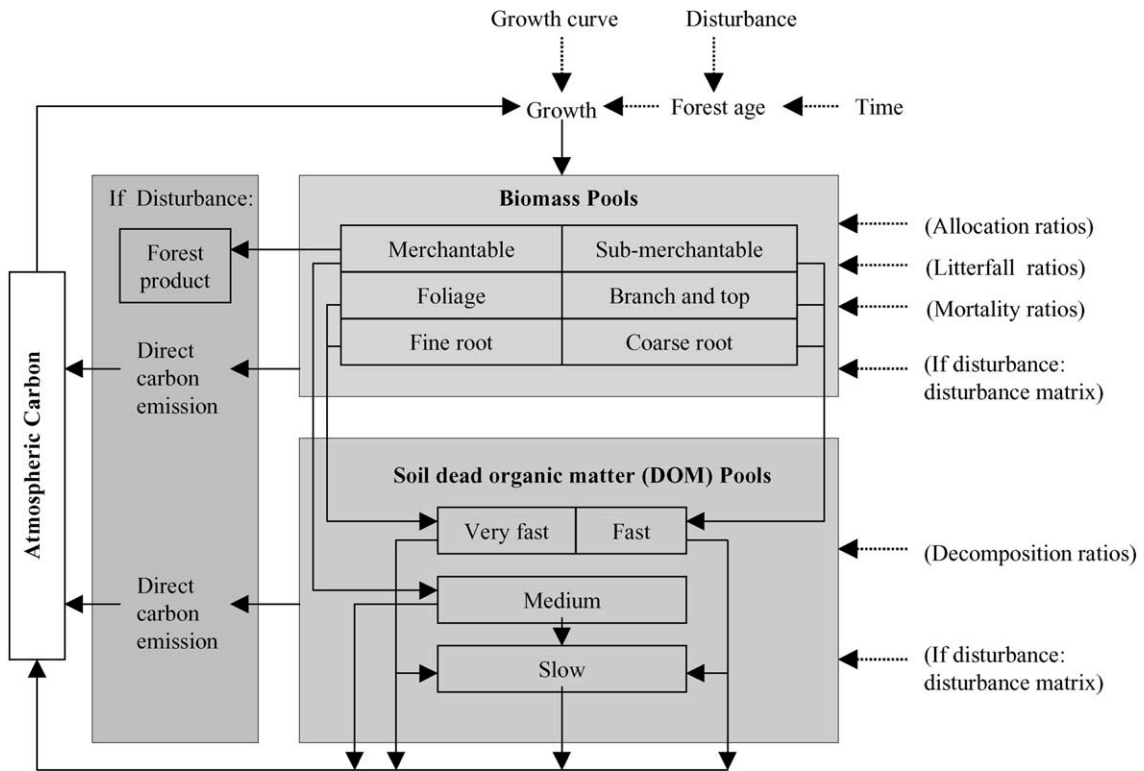 Growth curve
Disturbance
Growth
Forest age
Time
If Disturbance:
Biomass Pools
Forest
product
Merchantable
Sub-merchantable
Foliage
Branch and top
Fine root
Coarse root
(Allocation ratios)
(Litterfall ratios)
(Mortality ratios)
(If disturbance:
disturbance matrix)
Direct
carbon
emission
Atmospheric Carbon
Soil dead organic matter (DOM) Pools
Very fast
Fast
(Decomposition ratios)
Direct
carbon
emission
Medium
Slow
(If disturbance:
disturbance matrix)